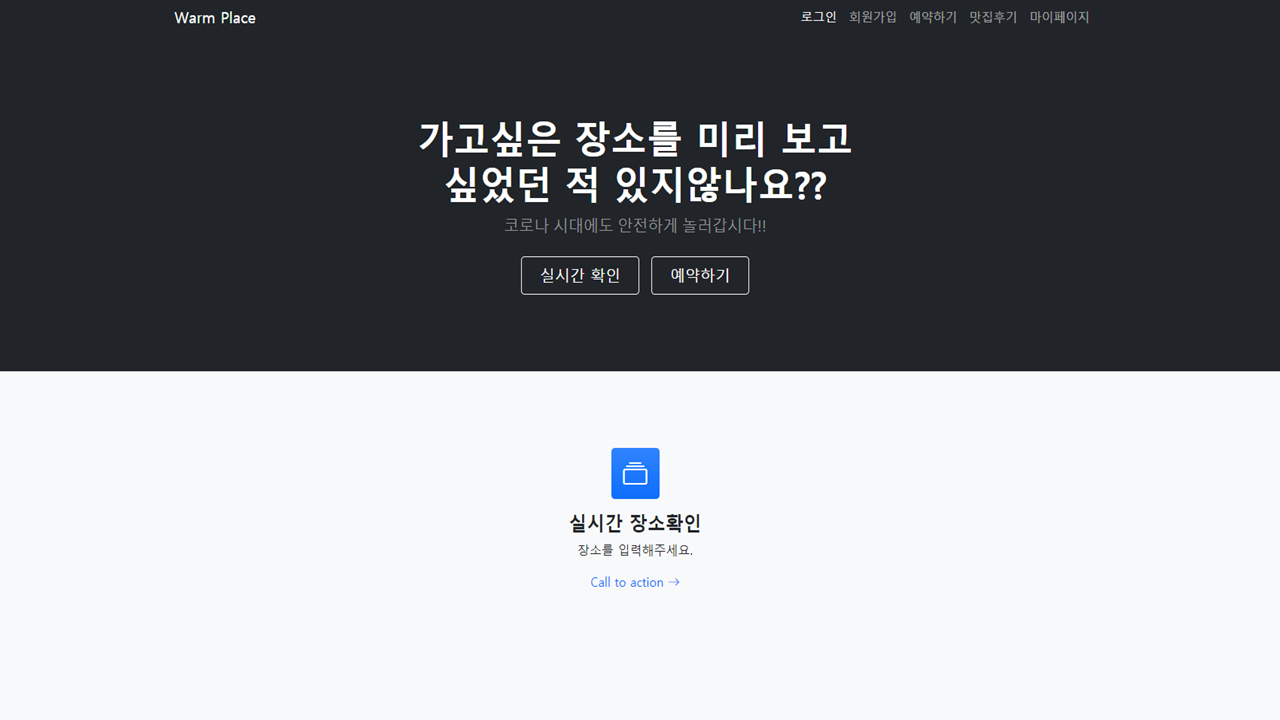 Warm Place
로그인 회원가입 예약하기 맛집후기 마이페이지
가고싶은 장소를 미리 보고
싶었던 적 있지않나요??
코로나 시대에도 안전하게 놀러갑시다!!
실시간 확인 예약하기
실시간 장소확인
장소를 입력해주세요.
Call to action →